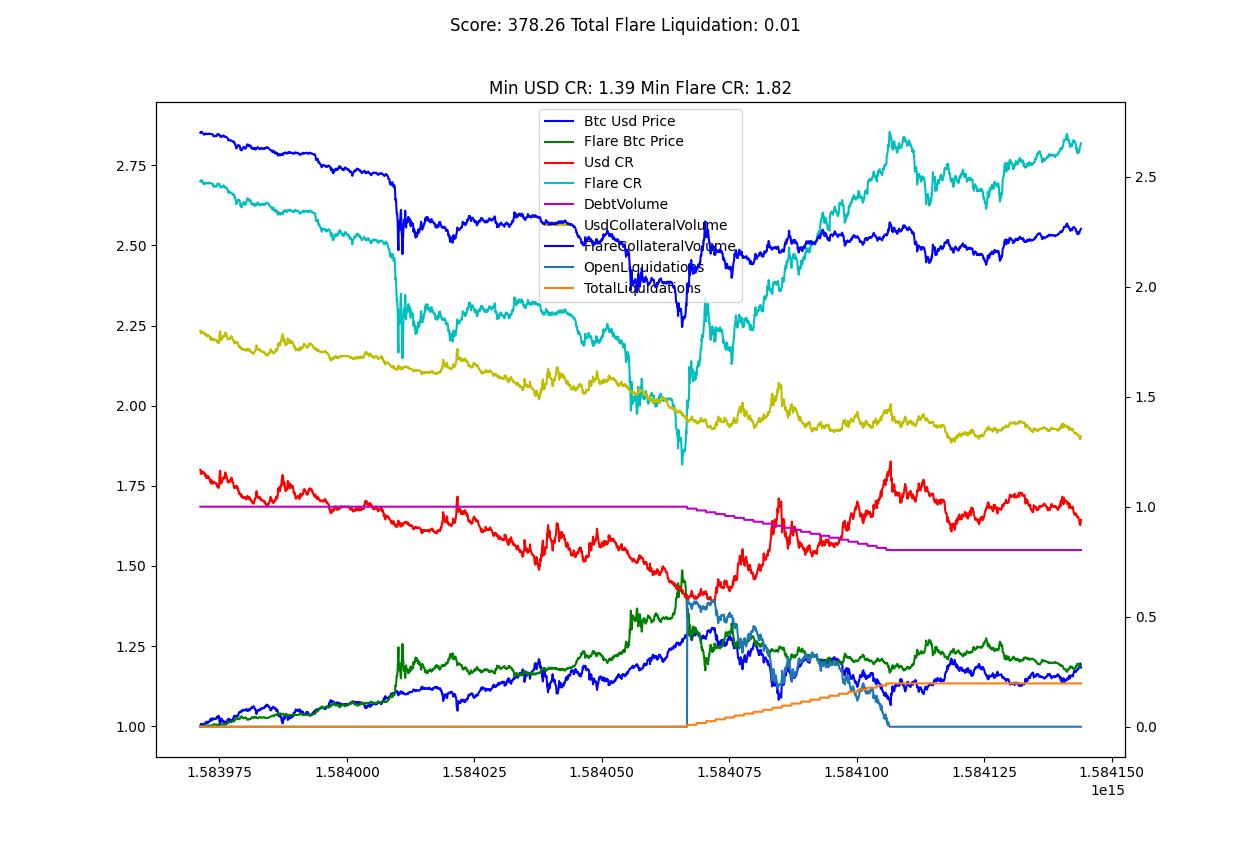 Score: 378.26 Total Flare Liquidation: 0.01
Min USD CR: 1.39 Min Flare CR: 1.82
Btc Usd Price
Flare Btc Price
Usd CR
Flare CR
DebtVolume
UsdCollateralVolume
FlareCollateralVolume
OpenLiquidations
TotalLiquidations
2.75
2.50
2.25
2.00
1.75
1.50
1.25
1.00
2.5
2.0
1.5
1.0
0.5
0.0
1.583975
1.584000
1.584025
1.584050
1.584075
1.584100
1.584125
1.584150
1e15